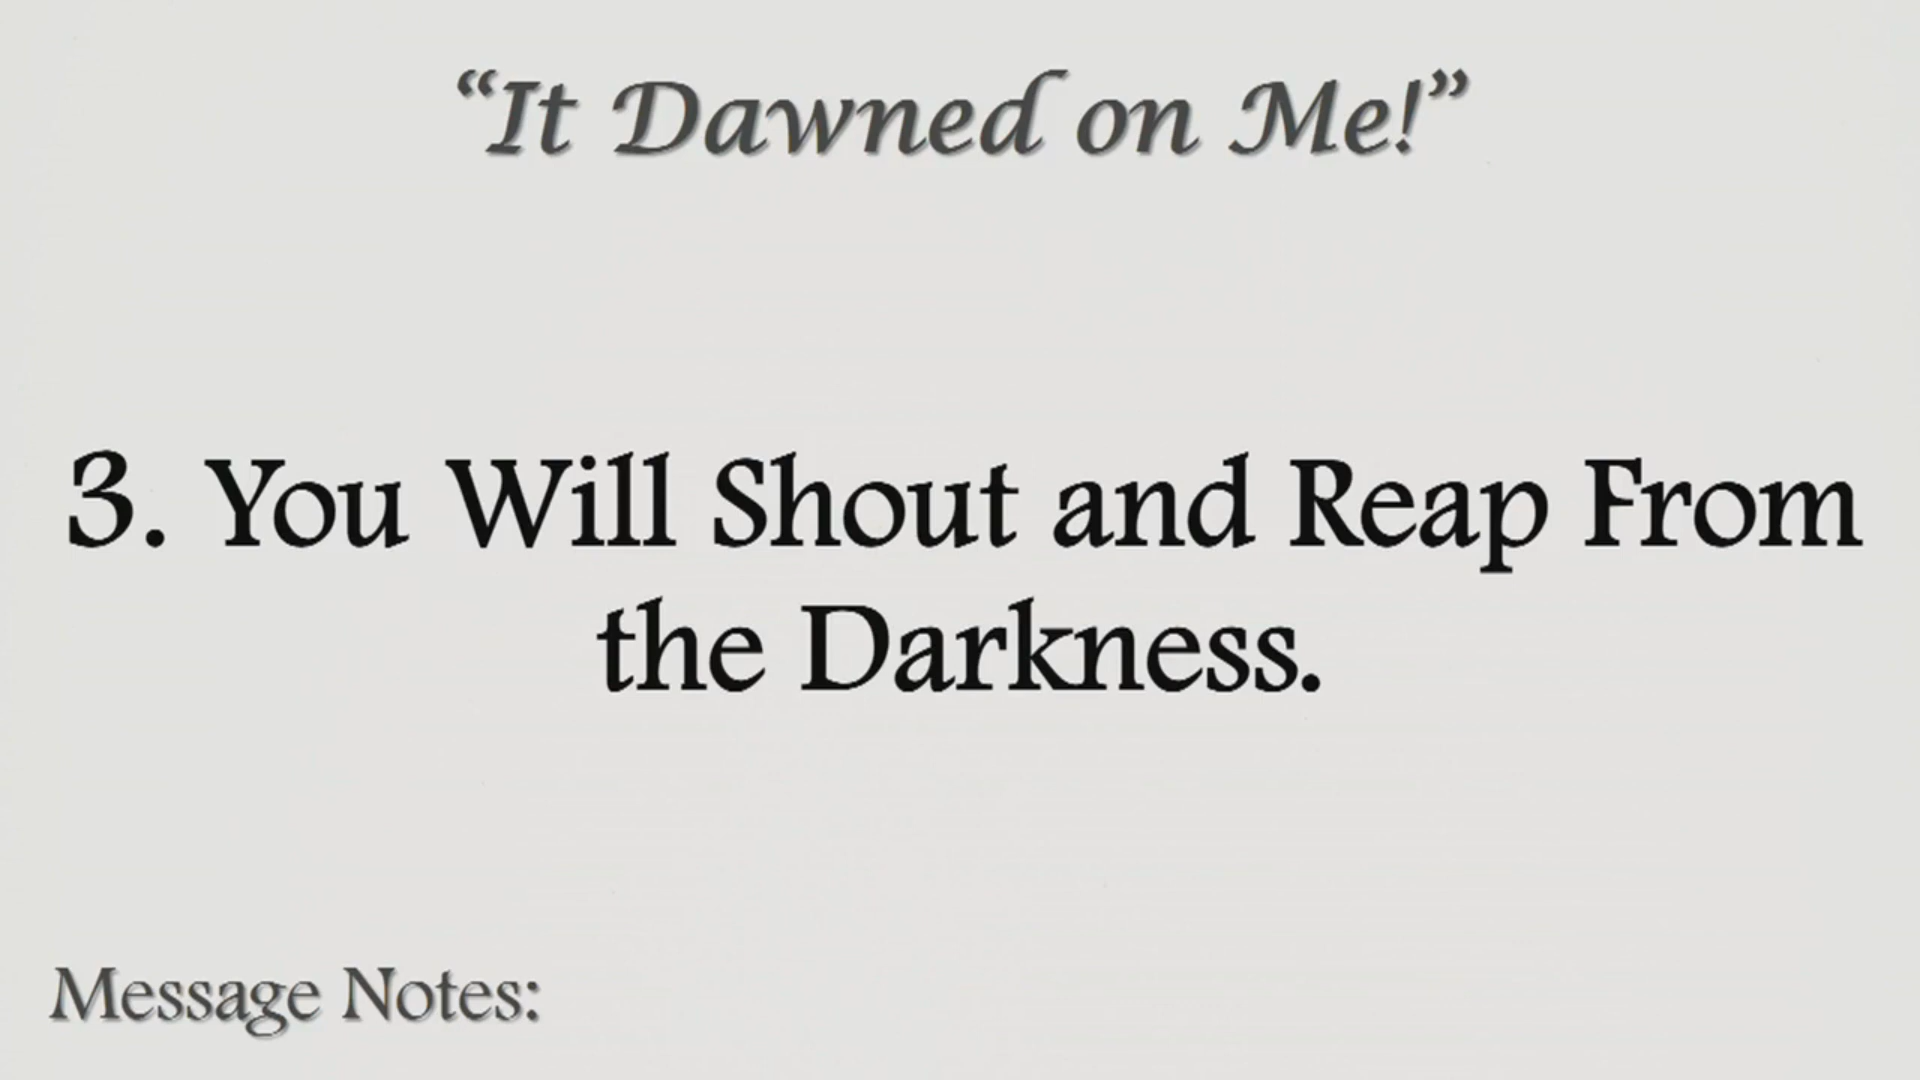 “It Dawned on Me!”
3. You Will Shout and Reap From
the Darkness.
Message Notes: